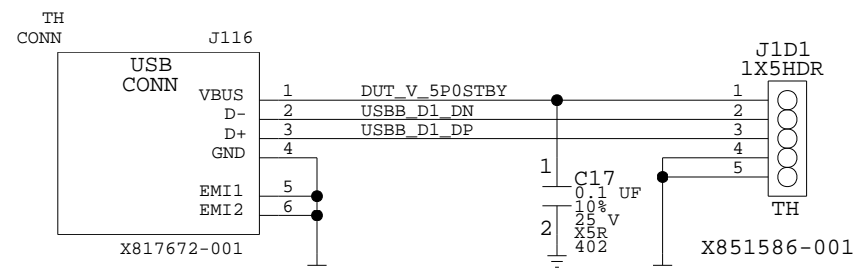 TH
CONN
J116
USB
CONN
VBUS
D-
D+
GND
EMI1
EMI2
1
2
3
4
5
6
X817672-001
DUT_V_5P0STBY
USBB_D1_DN
USBB_D1_DP
1
2
C17
0.1 UF
10%
25 V
X5R
402
J1D1
1X5HDR
1
2
3
4
5
TH
X851586-001